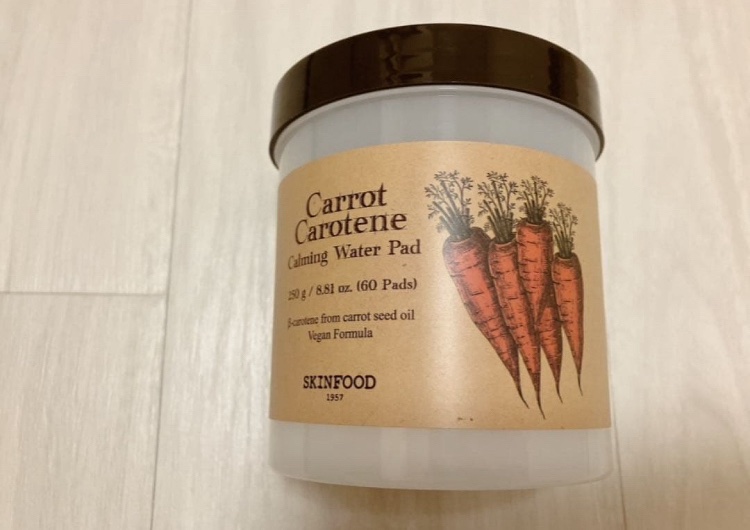 Carrot
Carotene
Calming Water Pad
250 g / 8.81 oz. (60 Pads)
β-carotene from carrot seed oil
Vegan Formula
SKINFOOD
1957